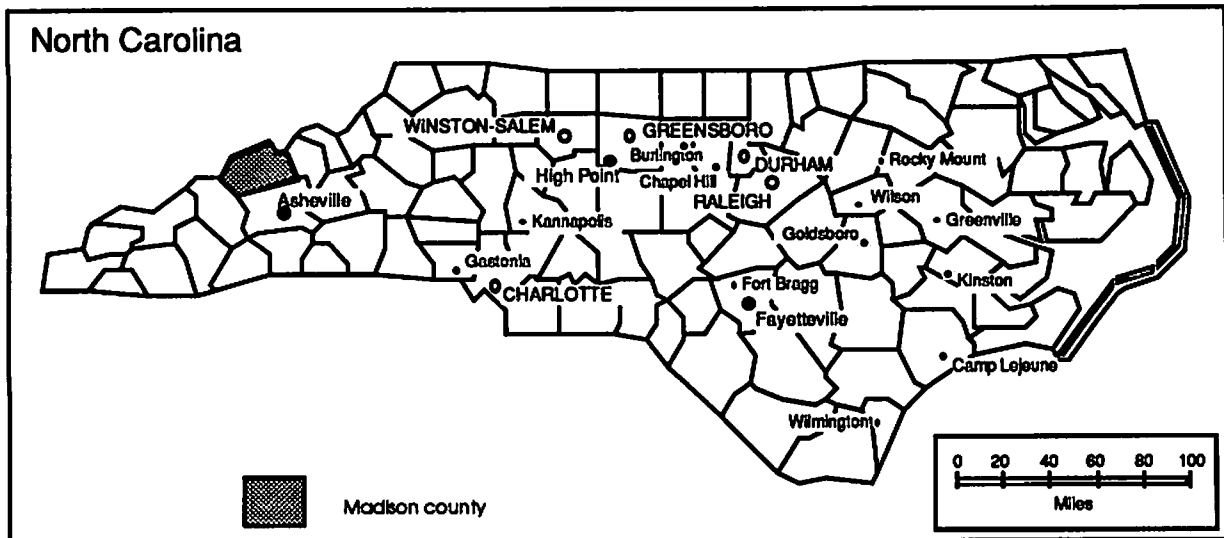 North Carolina
WINSTON-SALEM
GREENSBORO
Burlington
DURHAM
Rocky Mount
High Point
Chapel Hill
Asheville
RALEIGH
Wilson
Kannapolis
Goldsboro
Greenville
Gastonia
CHARLOTTE
Fort Bragg
Kinston
Fayetteville
Camp Lejeune
Wilmington
0 20 40 60 80 100
Miles
Madison county